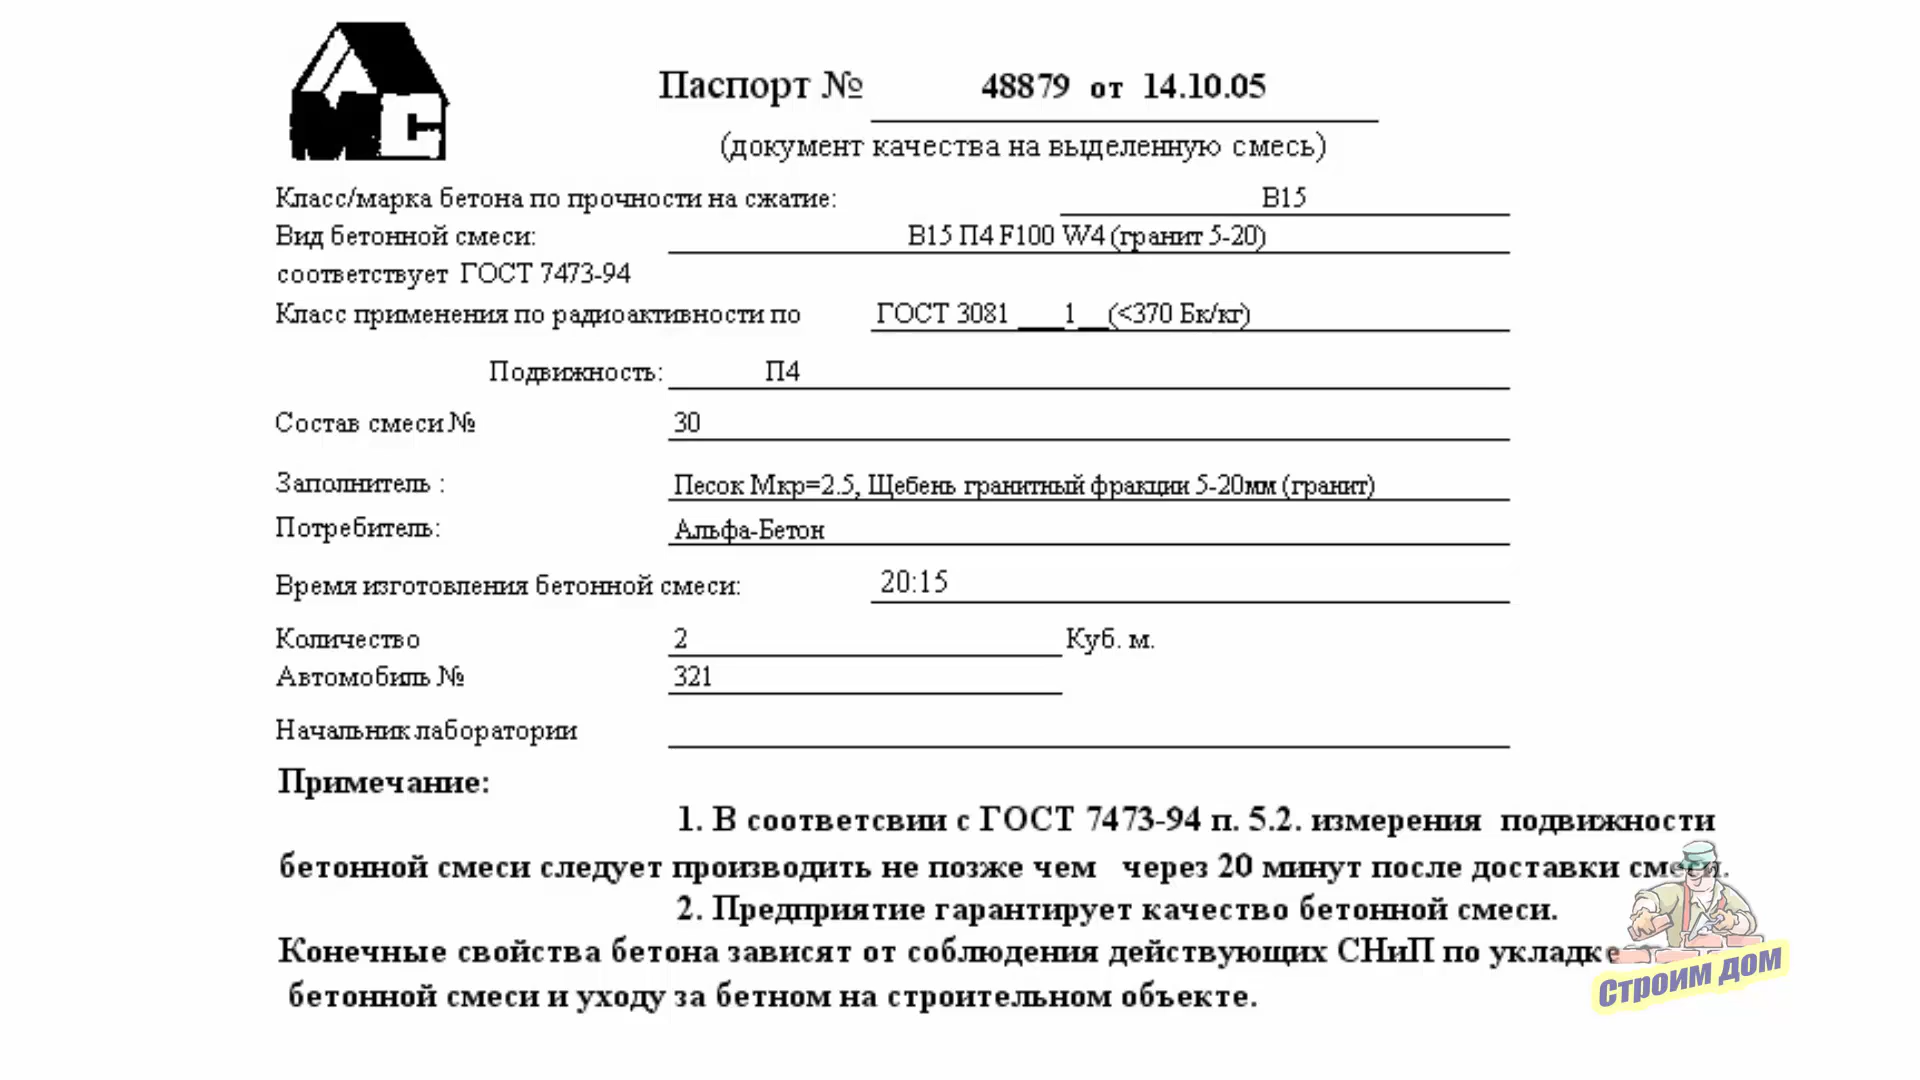 МС
Паспорт № 48879 от 14.10.05
(документ качества на выделенную смесь)
Класс/марка бетона по прочности на сжатие: В15
Вид бетонной смеси: В15 П4 F100 W4 (гранит 5-20)
соответствует ГОСТ 7473-94
Класс применения по радиоактивности по ГОСТ 3081 ____1__(<370 Бк/кг)
Подвижность: П4
Состав смеси № 30
Заполнитель : Песок Мкр=2.5, Щебень гранитный фракции 5-20мм (гранит)
Потребитель: Альфа-Бетон
Время изготовления бетонной смеси: 20:15
Количество 2 Куб. м.
Автомобиль № 321
Начальник лаборатории
Примечание:
1. В соответсвии с ГОСТ 7473-94 п. 5.2. измерения подвижности
бетонной смеси следует производить не позже чем через 20 минут после доставки смеси.
2. Предприятие гарантирует качество бетонной смеси.
Конечные свойства бетона зависят от соблюдения действующих СНиП по укладке
бетонной смеси и уходу за бетном на строительном объекте.
Строим дом